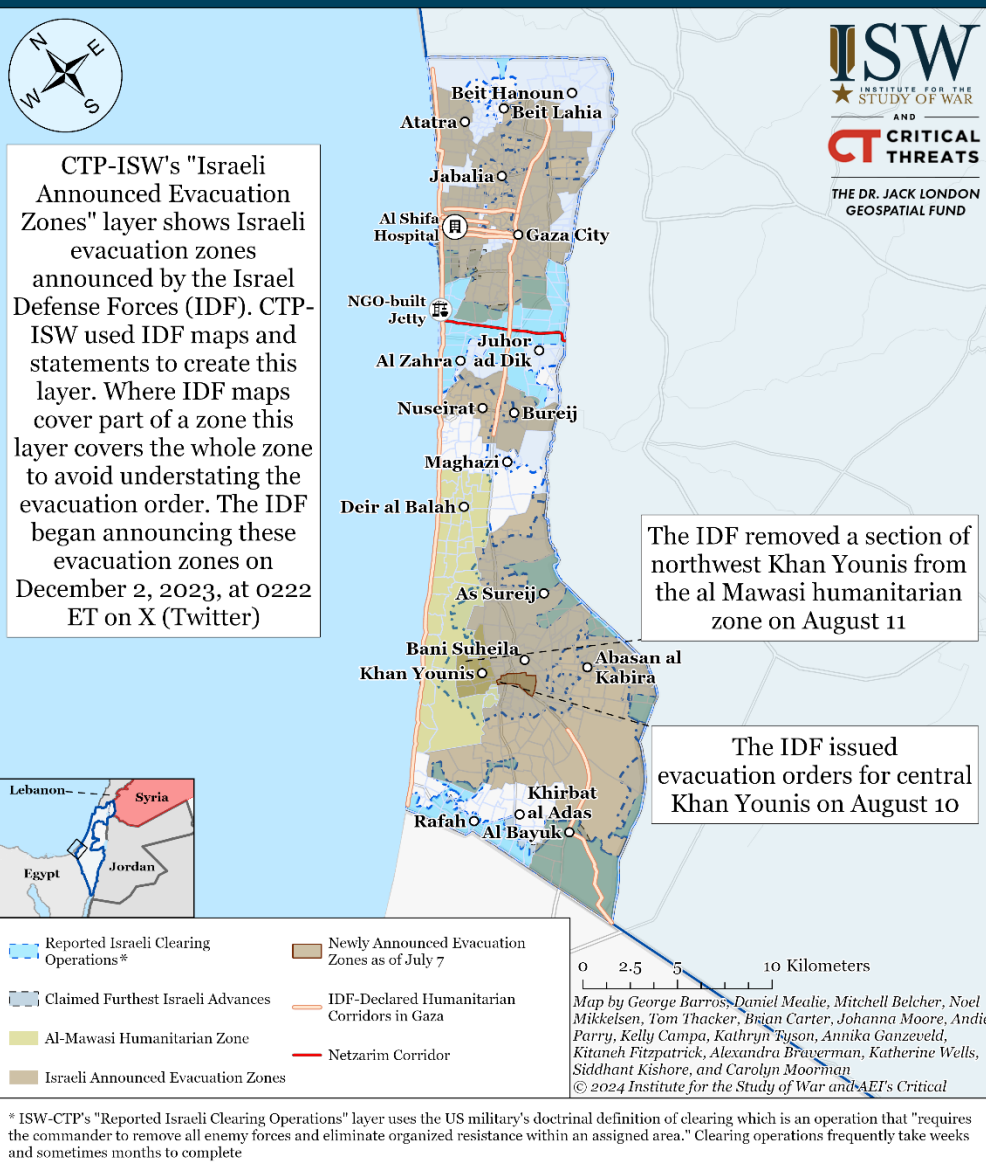 N
E
W
S
ISW
INSTITUTE FOR THE
STUDY OF WAR
AND
CT CRITICAL
THREATS
THE DR. JACK LONDON
GEOSPATIAL FUND
CTP-ISW's "Israeli
Announced Evacuation
Zones" layer shows Israeli
evacuation zones
announced by the Israel
Defense Forces (IDF). CTP-
ISW used IDF maps and
statements to create this
layer. Where IDF maps
cover part of a zone this
layer covers the whole zone
to avoid understating the
evacuation order. The IDF
began announcing these
evacuation zones on
December 2, 2023, at 0222
ET on X (Twitter)
Beit Hanoun
Beit Lahia
Atatra
Jabalia
Al Shifa
Hospital
Gaza City
NGO-built
Jetty
Juhor
ad Dik
Al Zahra
Nuseirat
Bureij
Maghazi
Deir al Balah
As Sureij
Bani Suheila
Khan Younis
Abasan al
Kabira
Khirbat
al Adas
Rafah
Al Bayuk
The IDF removed a section of
northwest Khan Younis from
the al Mawasi humanitarian
zone on August 11
The IDF issued
evacuation orders for central
Khan Younis on August 10
Lebanon
Syria
Jordan
Egypt
Reported Israeli Clearing
Operations*
Claimed Furthest Israeli Advances
Al-Mawasi Humanitarian Zone
Israeli Announced Evacuation Zones
Newly Announced Evacuation
Zones as of July 7
IDF-Declared Humanitarian
Corridors in Gaza
Netzarim Corridor
0 2.5 5 10 Kilometers
Map by George Barros, Daniel Mealie, Mitchell Belcher, Noel
Mikkelsen, Tom Thacker, Brian Carter, Johanna Moore, Andie
Parry, Kelly Campa, Kathryn Tyson, Annika Ganzeveld,
Kitaneh Fitzpatrick, Alexandra Braverman, Katherine Wells,
Siddhant Kishore, and Carolyn Moorman
© 2024 Institute for the Study of War and AEI's Critical
* ISW-CTP's "Reported Israeli Clearing Operations" layer uses the US military's doctrinal definition of clearing which is an operation that "requires
the commander to remove all enemy forces and eliminate organized resistance within an assigned area." Clearing operations frequently take weeks
and sometimes months to complete